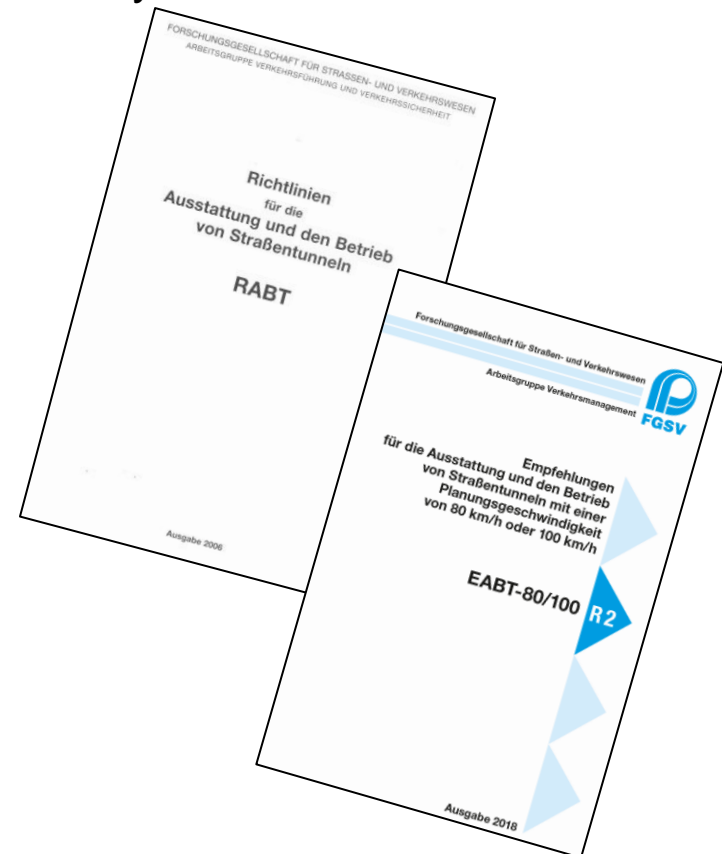 FORSCHUNGSGESELLSCHAFT FÜR STRASSEN- UND VERKEHRSWESEN
ARBEITSGRUPPE VERKEHRSFÜHRUNG UND VERKEHRSSICHERHEIT
Richtlinien
für die
Ausstattung und den Betrieb
von Straßentunneln
RABT
Ausgabe 2006
Forschungsgesellschaft für Straßen- und Verkehrswesen
Arbeitsgruppe Verkehrsmanagement
FGSV
Empfehlungen
für die Ausstattung und den Betrieb
von Straßentunneln mit einer
Planungsgeschwindigkeit
von 80 km/h oder 100 km/h
EABT-80/100
R2
Ausgabe 2018